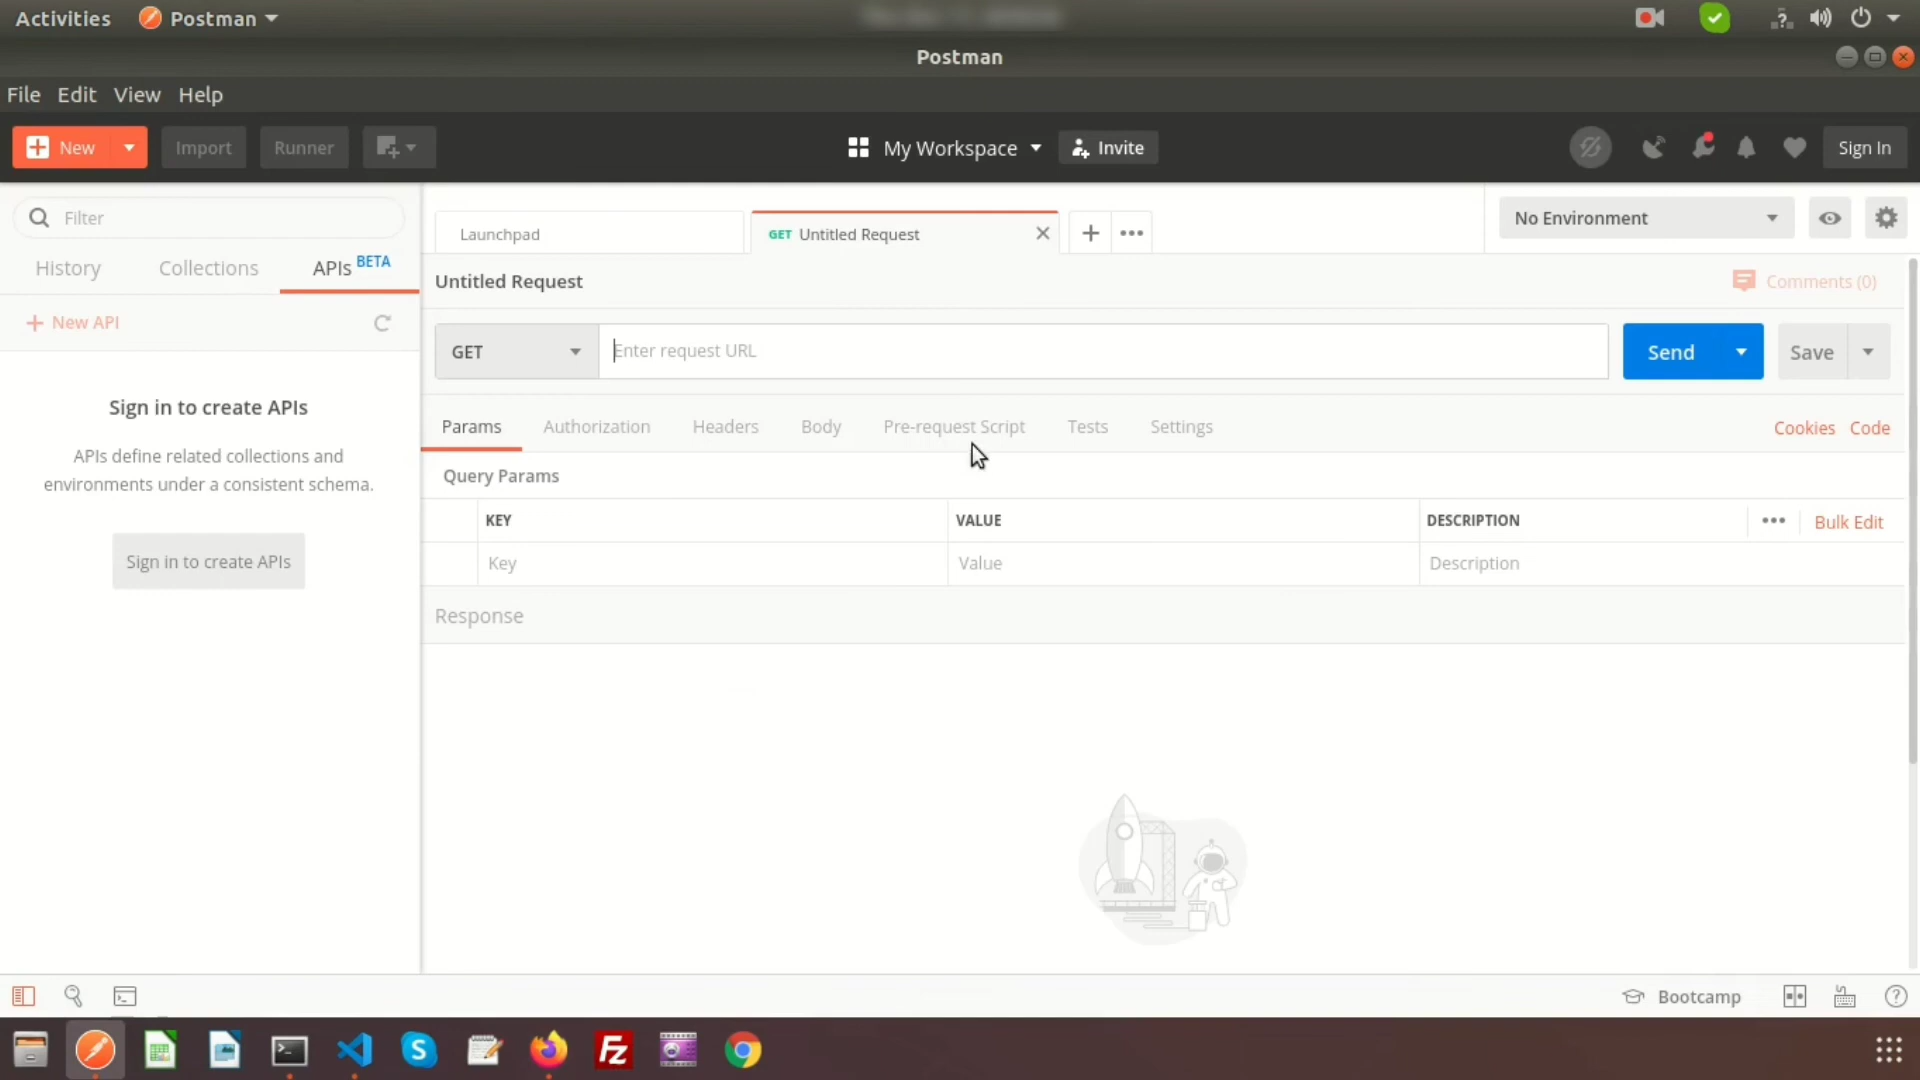 Activities
Postman
Postman
File Edit View Help
New
Import
Runner
My Workspace
Invite
Sign In
Filter
Launchpad
GET Untitled Request
No Environment
History
Collections
APIs BETA
Untitled Request
Comments (0)
New API
GET
Enter request URL
Send
Save
Sign in to create APIs
APIs define related collections and
environments under a consistent schema.
Sign in to create APIs
Params
Authorization
Headers
Body
Pre-request Script
Tests
Settings
Cookies
Code
Query Params
KEY
VALUE
DESCRIPTION
Bulk Edit
Key
Value
Description
Response
Bootcamp